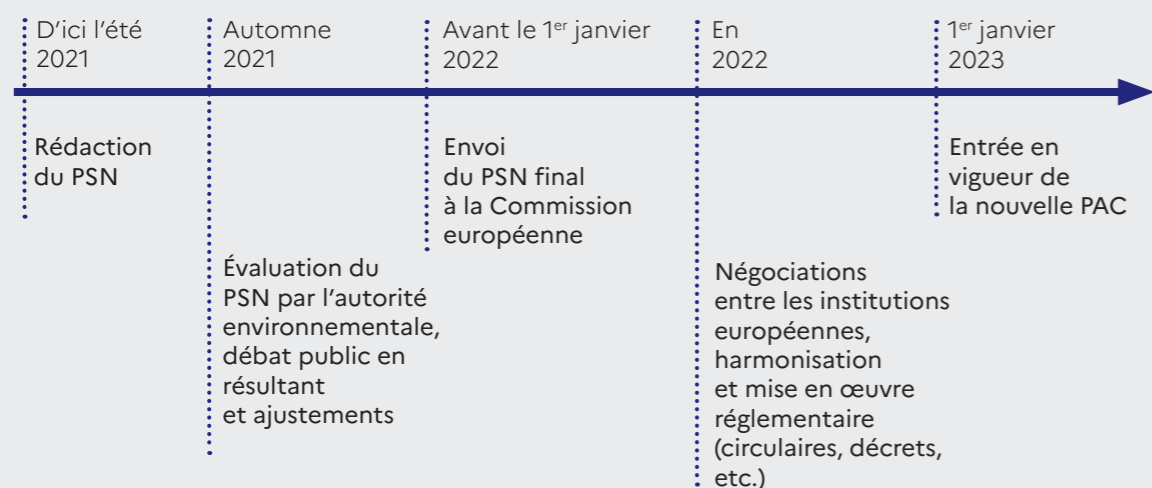 D'ici l'été
2021
Automne
2021
Avant le 1er janvier
2022
En
2022
1er janvier
2023
Rédaction
du PSN
Évaluation du
PSN par l'autorité
environnementale,
débat public en
résultant
et ajustements
Envoi
du PSN final
à la Commission
européenne
Négociations
entre les institutions
européennes,
harmonisation
et mise en œuvre
réglementaire
(circulaires, décrets,
etc.)
Entrée en
vigueur de
la nouvelle PAC